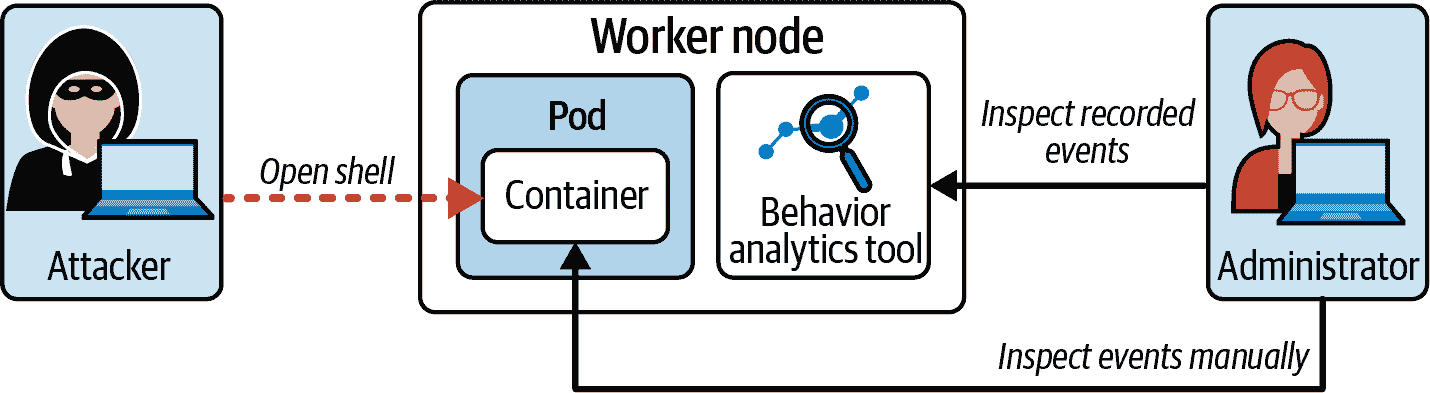 Worker node
Pod
Container
Behavior
analytics tool
Open shell
Attacker
Inspect recorded
events
Administrator
Inspect events manually